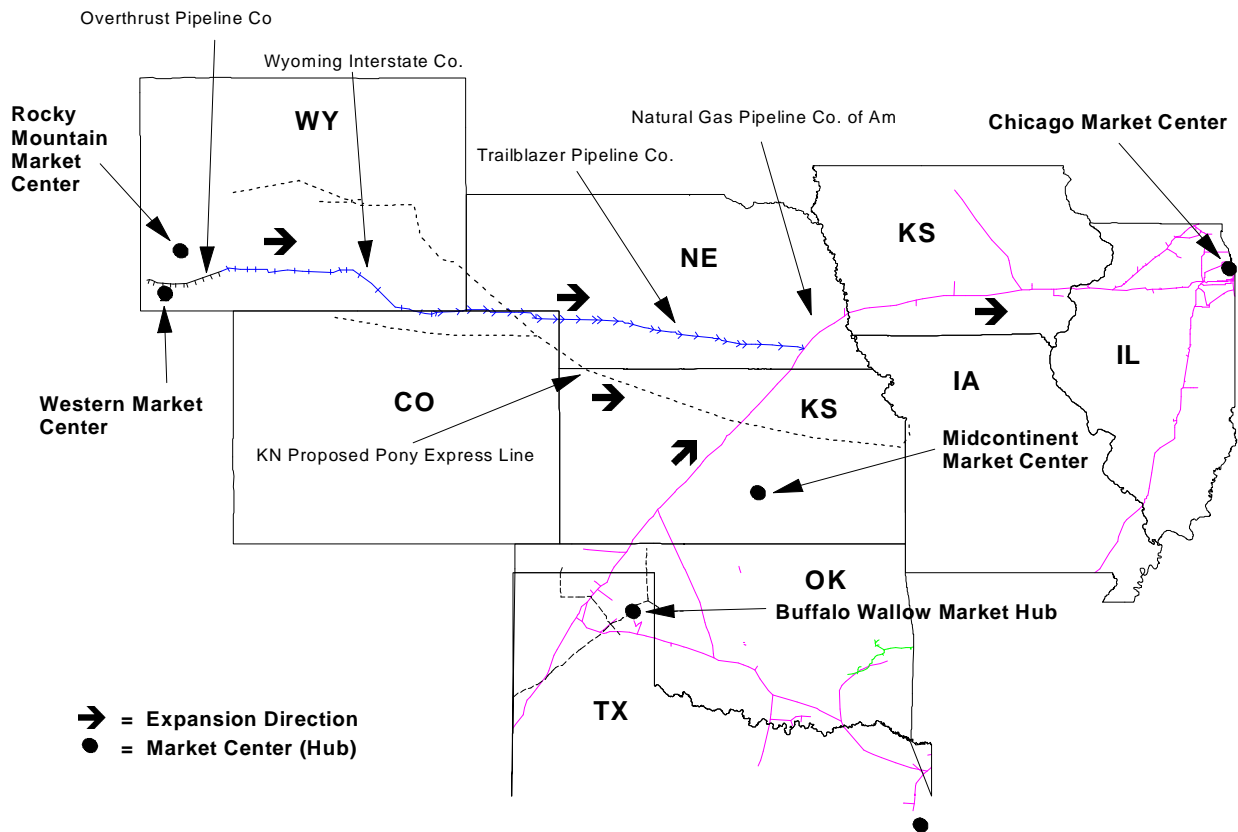 Overthrust Pipeline Co
Wyoming Interstate Co.
Rocky
Mountain
Market
Center
WY
Natural Gas Pipeline Co. of Am
Chicago Market Center
Trailblazer Pipeline Co.
KS
NE
IL
IA
CO
KS
Western Market
Center
KN Proposed Pony Express Line
Midcontinent
Market Center
OK
Buffalo Wallow Market Hub
TX
= Expansion Direction
= Market Center (Hub)